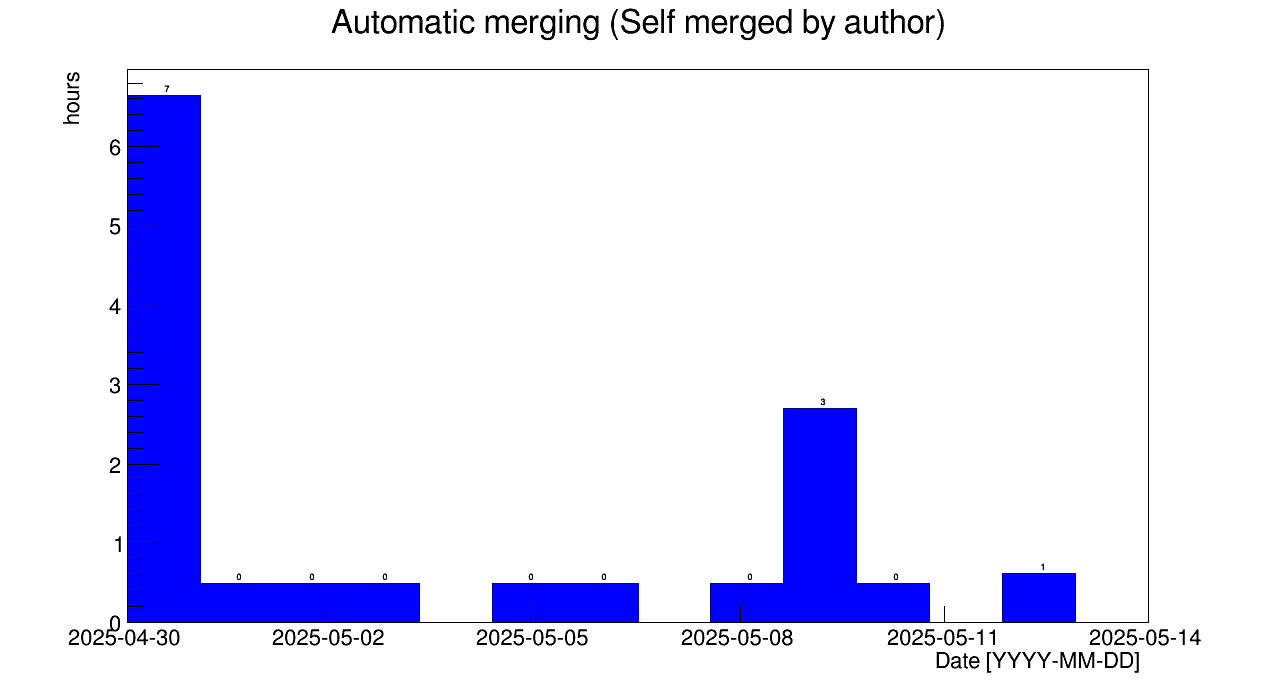 Automatic merging (Self merged by author)
hours
7
6
5
4
3
3
2
1
0 0 0 0 0 0 0 1
0
2025-04-30 2025-05-02 2025-05-05 2025-05-08 2025-05-11 2025-05-14
Date [YYYY-MM-DD]